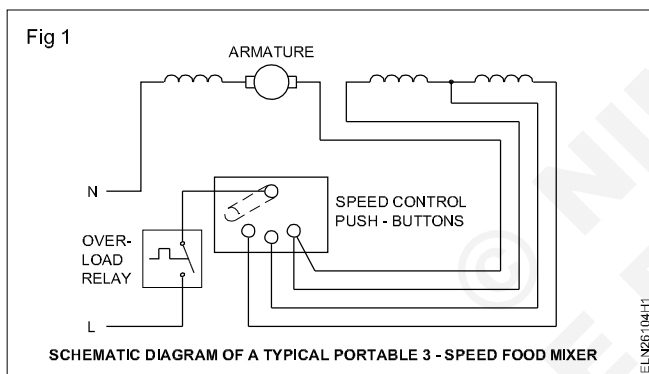 Fig 1
ARMATURE
N
SPEED CONTROL
PUSH - BUTTONS
OVER-
LOAD
RELAY
L
SCHEMATIC DIAGRAM OF A TYPICAL PORTABLE 3 - SPEED FOOD MIXER
ELN26104H1
© NI